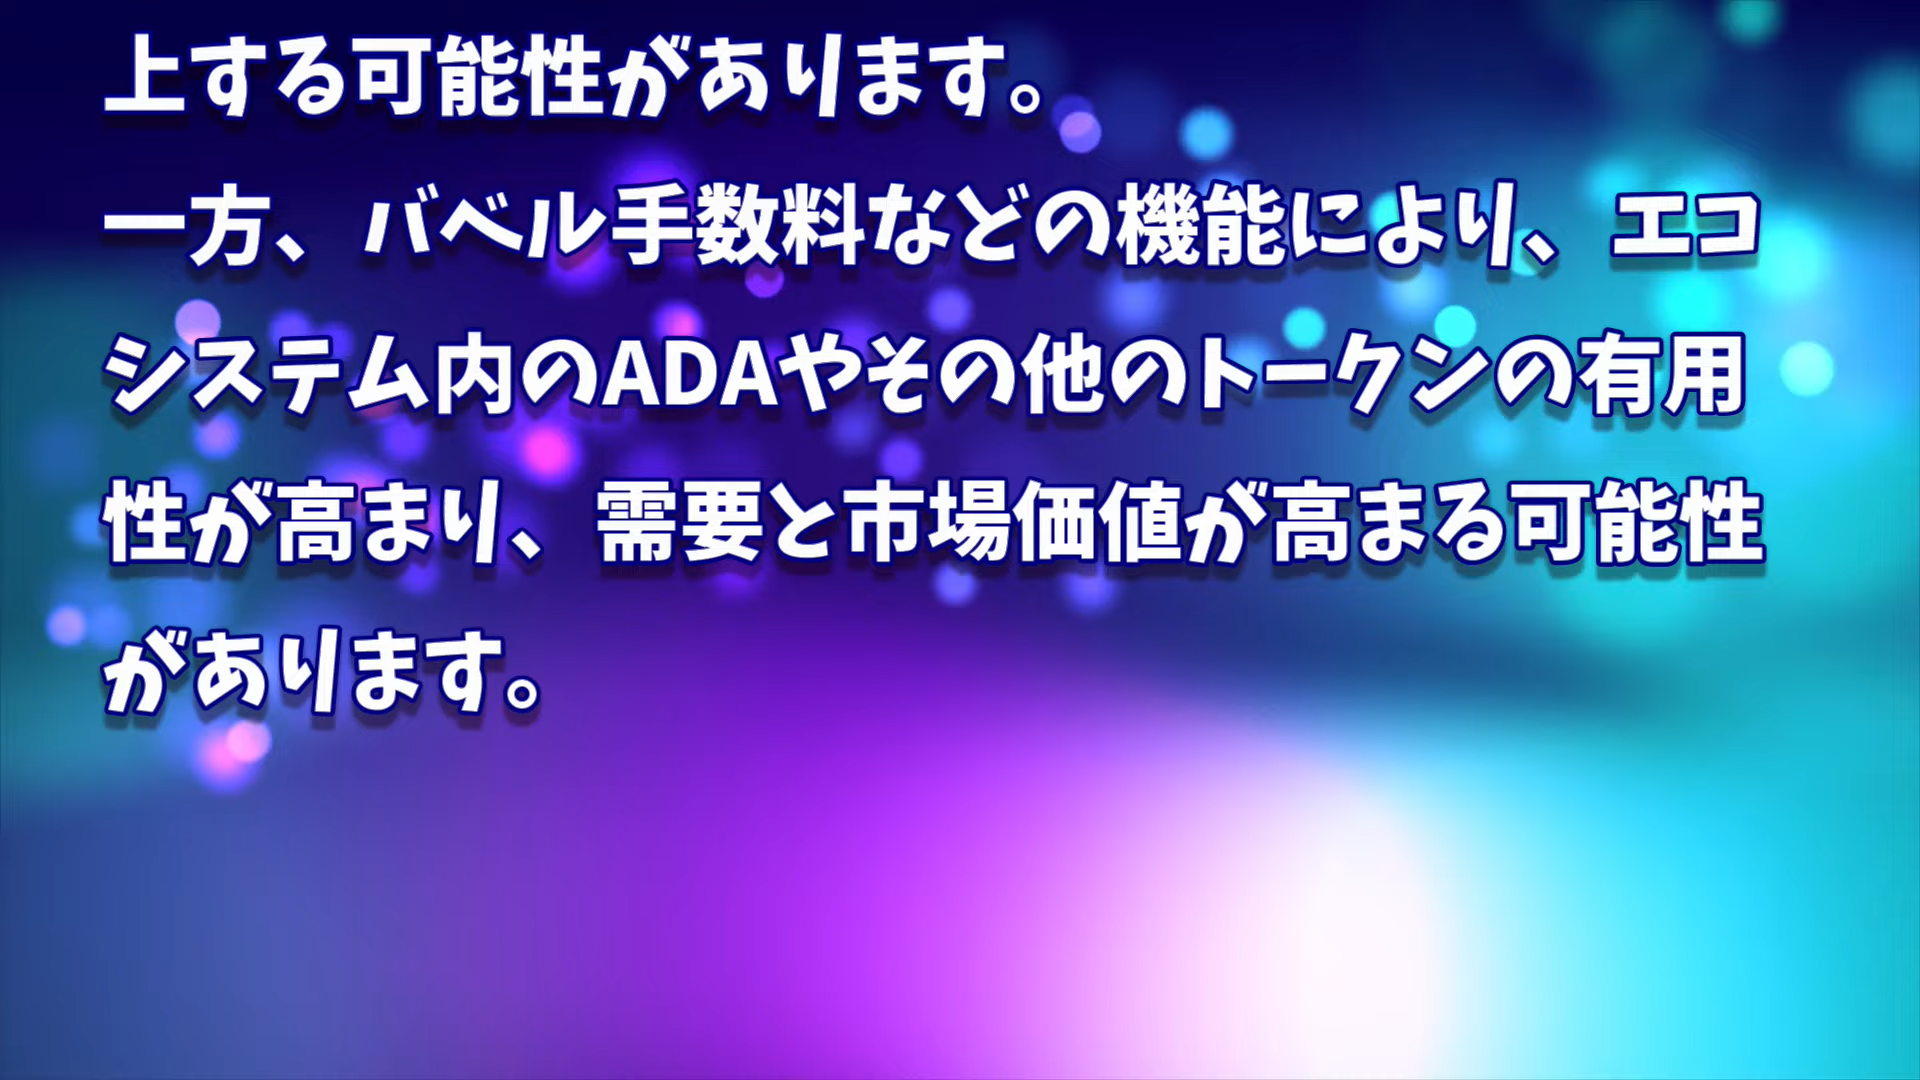 上する可能性があります。
一方、バベル手数料などの機能により、エコ
システム内のADAやその他のトークンの有用
性が高まり、需要と市場価値が高まる可能性
があります。